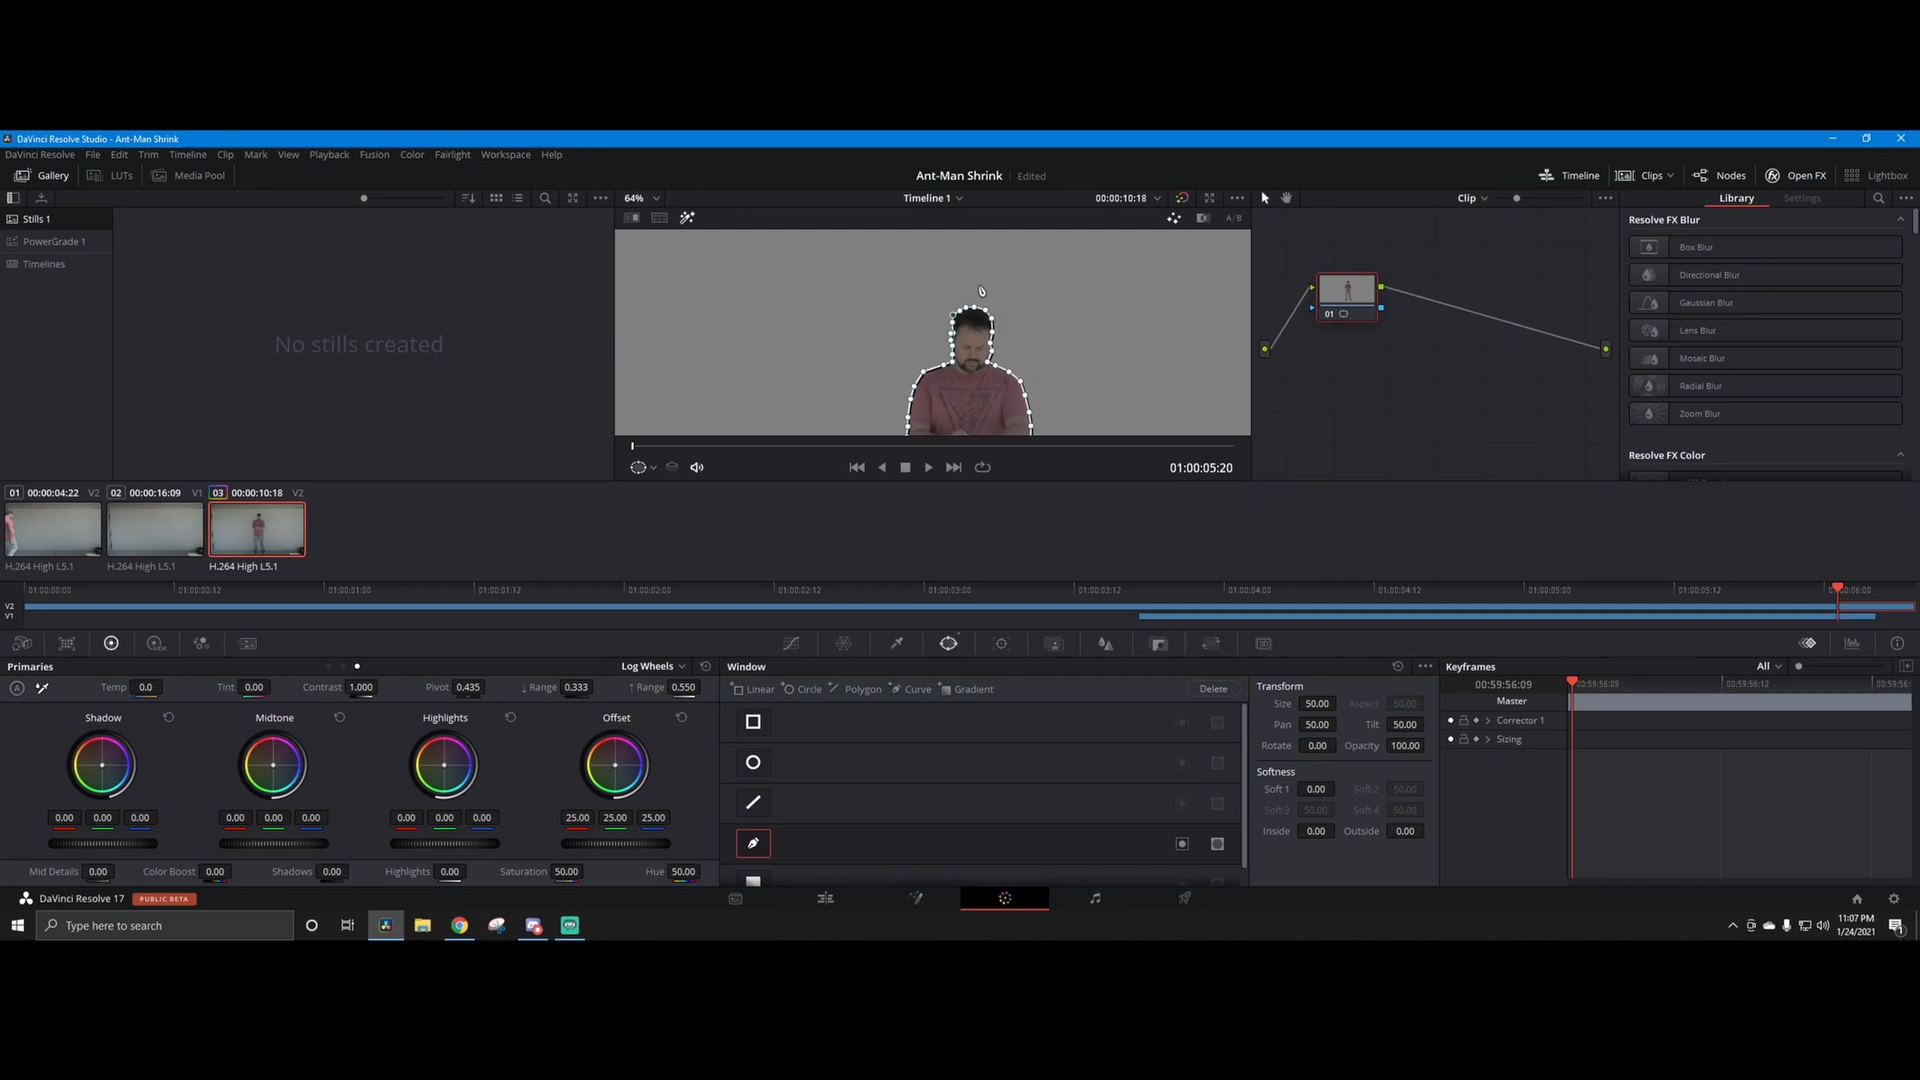 DaVinci Resolve Studio - Ant-Man Shrink
DaVinci Resolve File Edit Trim Timeline Clip Mark View Playback Fusion Color Fairlight Workspace Help
Gallery LUTs Media Pool Ant-Man Shrink Edited Timeline Clips Nodes Open FX Lightbox
64% Timeline 1 00:00:10:18 Clip Library Settings
Stills 1
PowerGrade 1
Timelines
No stills created
A/B
01
Resolve FX Blur
Box Blur
Directional Blur
Gaussian Blur
Lens Blur
Mosaic Blur
Radial Blur
Zoom Blur
Resolve FX Color
01:00:05:20
01 00:00:04:22 V2 02 00:00:16:09 V1 03 00:00:10:18 V2
H.264 High L5.1 H.264 High L5.1 H.264 High L5.1
01:00:00:00 01:00:00:12 01:00:01:00 01:00:01:12 01:00:02:00 01:00:02:12 01:00:03:00 01:00:03:12 01:00:04:00 01:00:04:12 01:00:05:00 01:00:05:12 01:00:06:00
V2
V1
Primaries Log Wheels Window Keyframes All
A Temp 0.0 Tint 0.00 Contrast 1.000 Pivot 0.435 ↓ Range 0.333 ↑ Range 0.550
Shadow Midtone Highlights Offset
0.00 0.00 0.00 0.00 0.00 0.00 0.00 0.00 0.00 25.00 25.00 25.00
Mid Details 0.00 Color Boost 0.00 Shadows 0.00 Highlights 0.00 Saturation 50.00 Hue 50.00
Linear Circle Polygon Curve Gradient Delete
Transform
Size 50.00 Aspect 50.00
Pan 50.00 Tilt 50.00
Rotate 0.00 Opacity 100.00
Softness
Soft 1 0.00 Soft 2 50.00
Soft 3 50.00 Soft 4 50.00
Inside 0.00 Outside 0.00
00:59:56:09 00:59:56:09 00:59:56:12 00:59:56:
Master
Corrector 1
Sizing
DaVinci Resolve 17 PUBLIC BETA
Type here to search
11:07 PM
1/24/2021
1